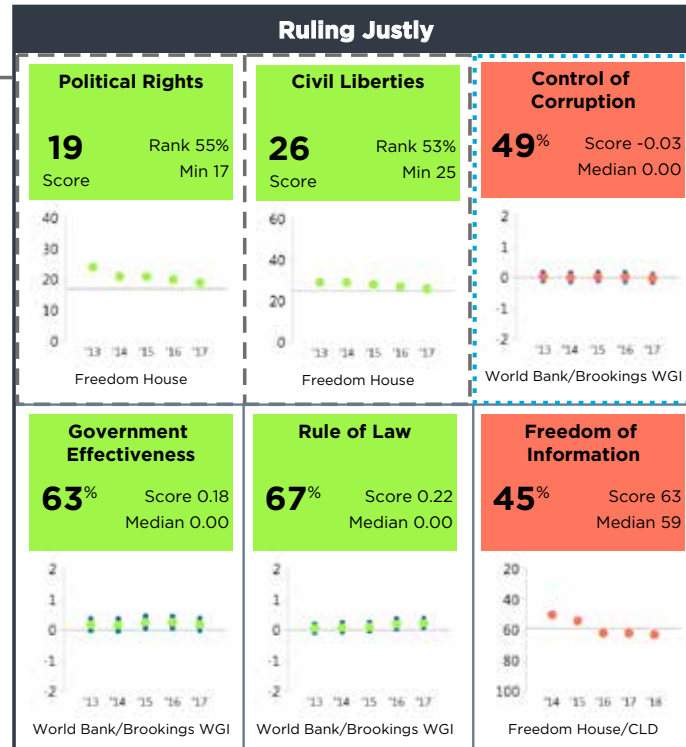 Ruling Justly
Political Rights
19
Score
Rank 55%
Min 17
40
30
20
10
0
'13 '14 '15 '16 '17
Freedom House
Civil Liberties
26
Score
Rank 53%
Min 25
60
40
20
0
'13 '14 '15 '16 '17
Freedom House
Control of
Corruption
49%
Score -0.03
Median 0.00
2
1
0
-1
-2
'13 '14 '15 '16 '17
World Bank/Brookings WGI
Government
Effectiveness
63%
Score 0.18
Median 0.00
2
1
0
-1
-2
'13 '14 '15 '16 '17
World Bank/Brookings WGI
Rule of Law
67%
Score 0.22
Median 0.00
2
1
0
-1
-2
'13 '14 '15 '16 '17
World Bank/Brookings WGI
Freedom of
Information
45%
Score 63
Median 59
20
40
60
80
100
'14 '15 '16 '17 '18
Freedom House/CLD